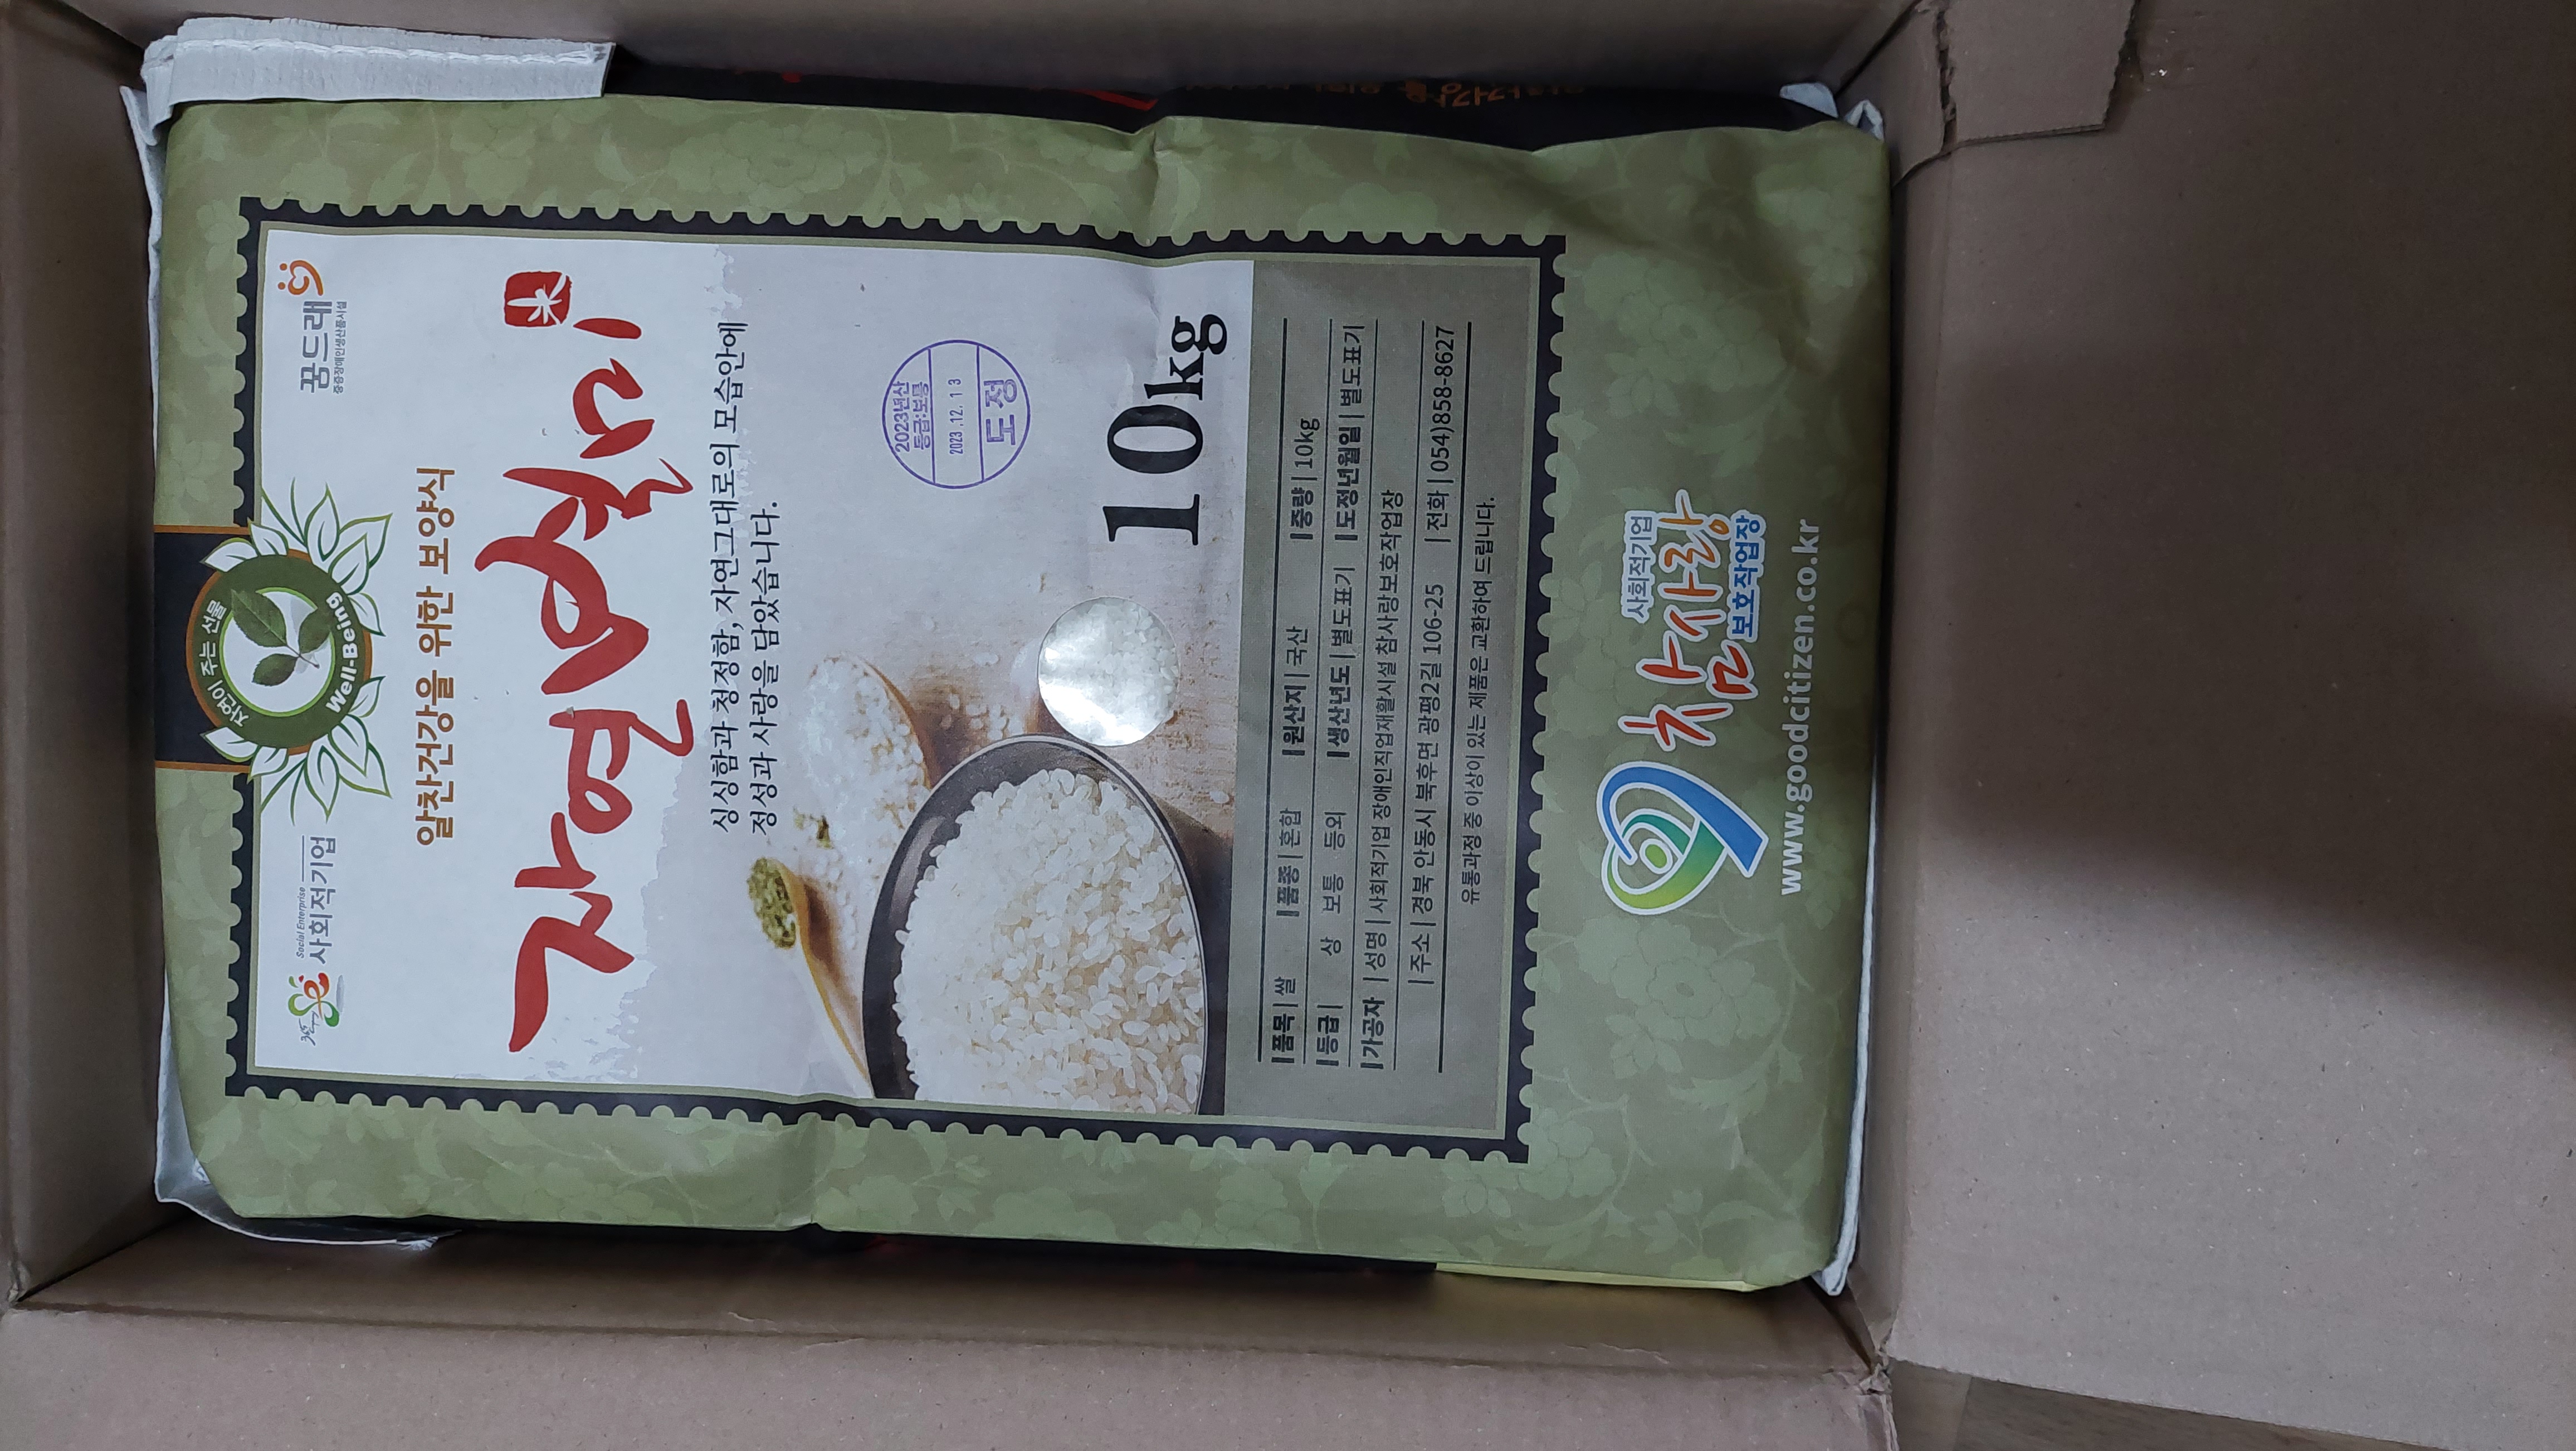 자연이 주는 선물
Well-Being
Social Enterprise
사회적기업
꿈드래
중증장애인생산품시설
알찬건강을 위한 보양식
자연별미
米
싱싱함과 청정함, 자연그대로의 모습안에
정성과 사랑을 담았습니다.
2023년산
등급:보통
2023.12.13
도정
10kg
|품목|쌀 |품종|혼합 |원산지|국산 |중량|10kg
|등급| 상 보통 등외 |생산년도|별도표기 |도정년월일|별도표기
|가공자 |성명|사회적기업 장애인직업재활시설 참사랑보호작업장
|주소|경북 안동시 북후면 광평2길 106-25 |전화|054)858-8627
유통과정 중 이상이 있는 제품은 교환하여 드립니다.
사회적기업
참사랑
보호작업장
www.goodcitizen.co.kr